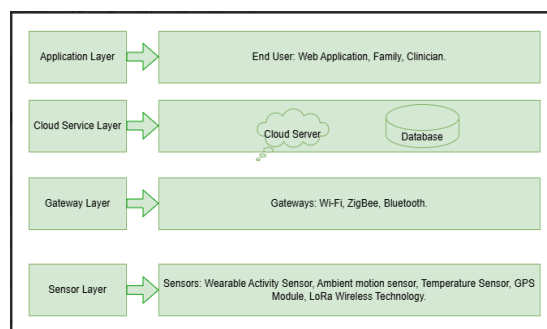 Application Layer
End User: Web Application, Family, Clinician.
Cloud Service Layer
Cloud Server
Database
Gateway Layer
Gateways: Wi-Fi, ZigBee, Bluetooth.
Sensor Layer
Sensors: Wearable Activity Sensor, Ambient motion sensor, Temperature Sensor, GPS
Module, LoRa Wireless Technology.